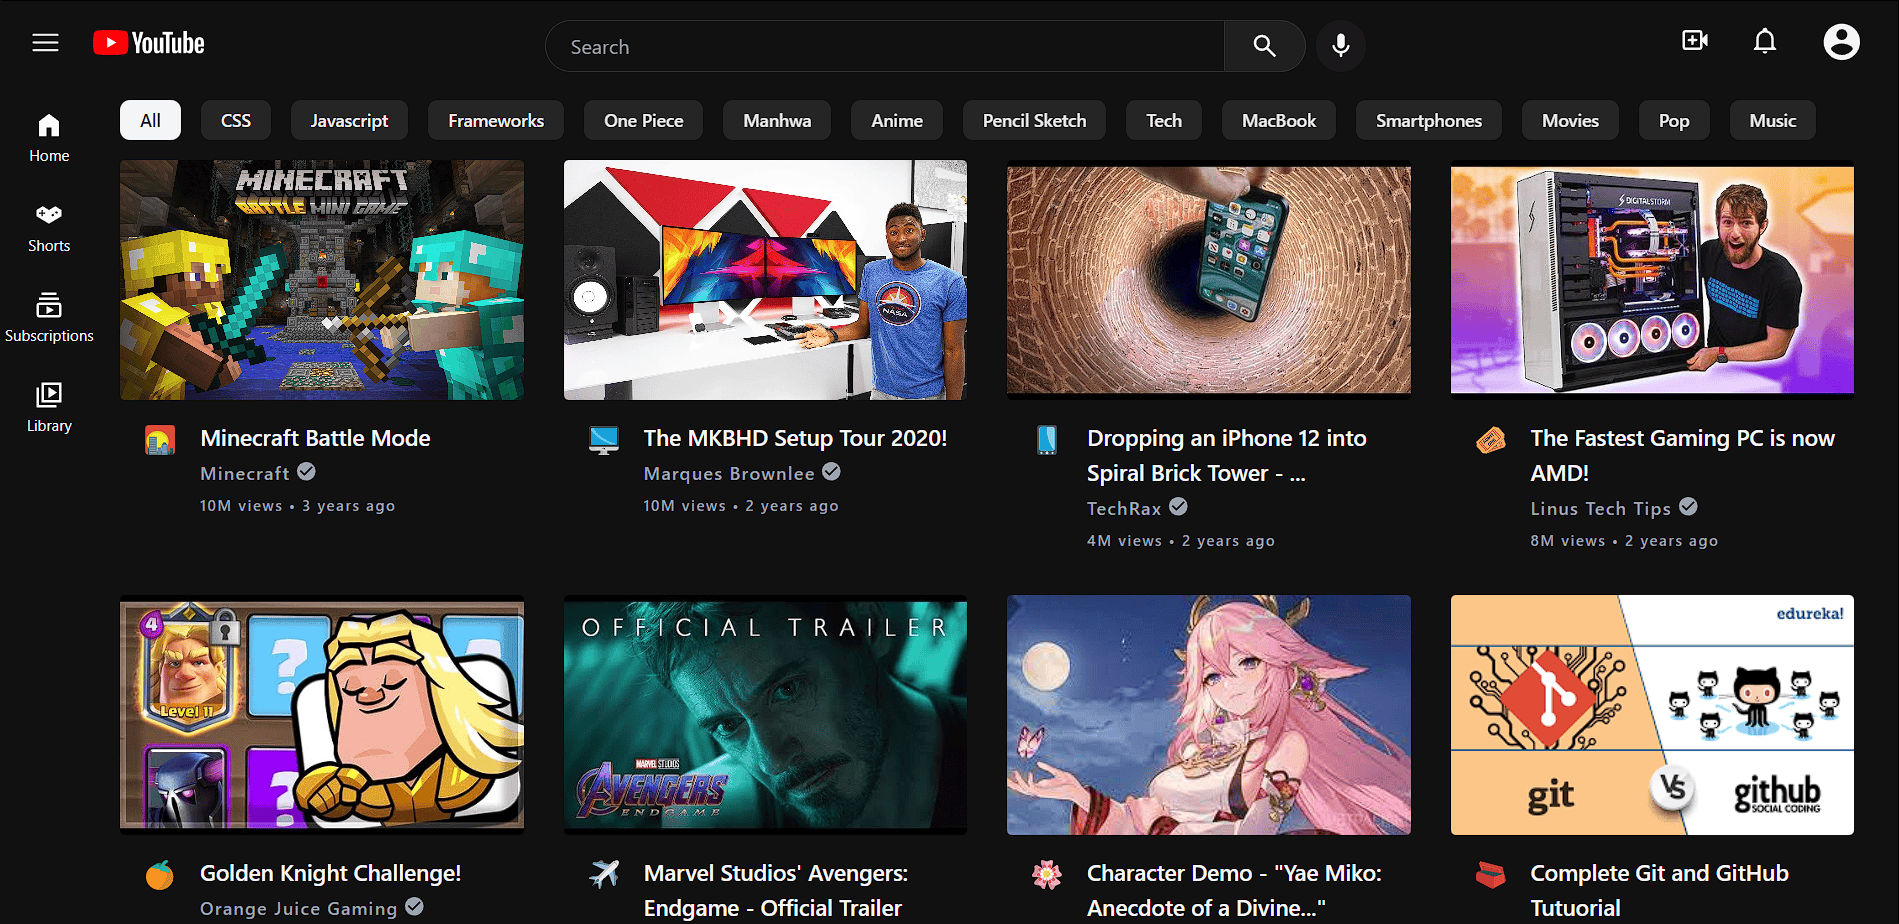 YouTube
Search
All
CSS
Javascript
Frameworks
One Piece
Manhwa
Anime
Pencil Sketch
Tech
MacBook
Smartphones
Movies
Pop
Music
Home
Shorts
Subscriptions
Library
MINECRAFT
BATTLE MINI GAME
NASA
DIGITALSTORM
Minecraft Battle Mode
Minecraft
10M views • 3 years ago
The MKBHD Setup Tour 2020!
Marques Brownlee
10M views • 2 years ago
Dropping an iPhone 12 into
Spiral Brick Tower - ...
TechRax
4M views • 2 years ago
The Fastest Gaming PC is now
AMD!
Linus Tech Tips
8M views • 2 years ago
4
Level 11
?
?
OFFICIAL TRAILER
MARVEL STUDIOS
AVENGERS
ENDGAME
edureka!
git
VS
github
SOCIAL CODING
Golden Knight Challenge!
Orange Juice Gaming
Marvel Studios' Avengers:
Endgame - Official Trailer
Character Demo - "Yae Miko:
Anecdote of a Divine..."
Complete Git and GitHub
Tutuorial